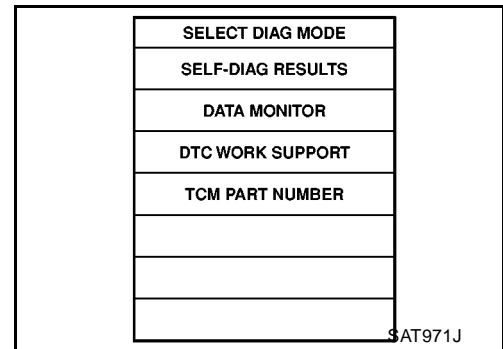 SELECT DIAG MODE
SELF-DIAG RESULTS
DATA MONITOR
DTC WORK SUPPORT
TCM PART NUMBER
SAT971J